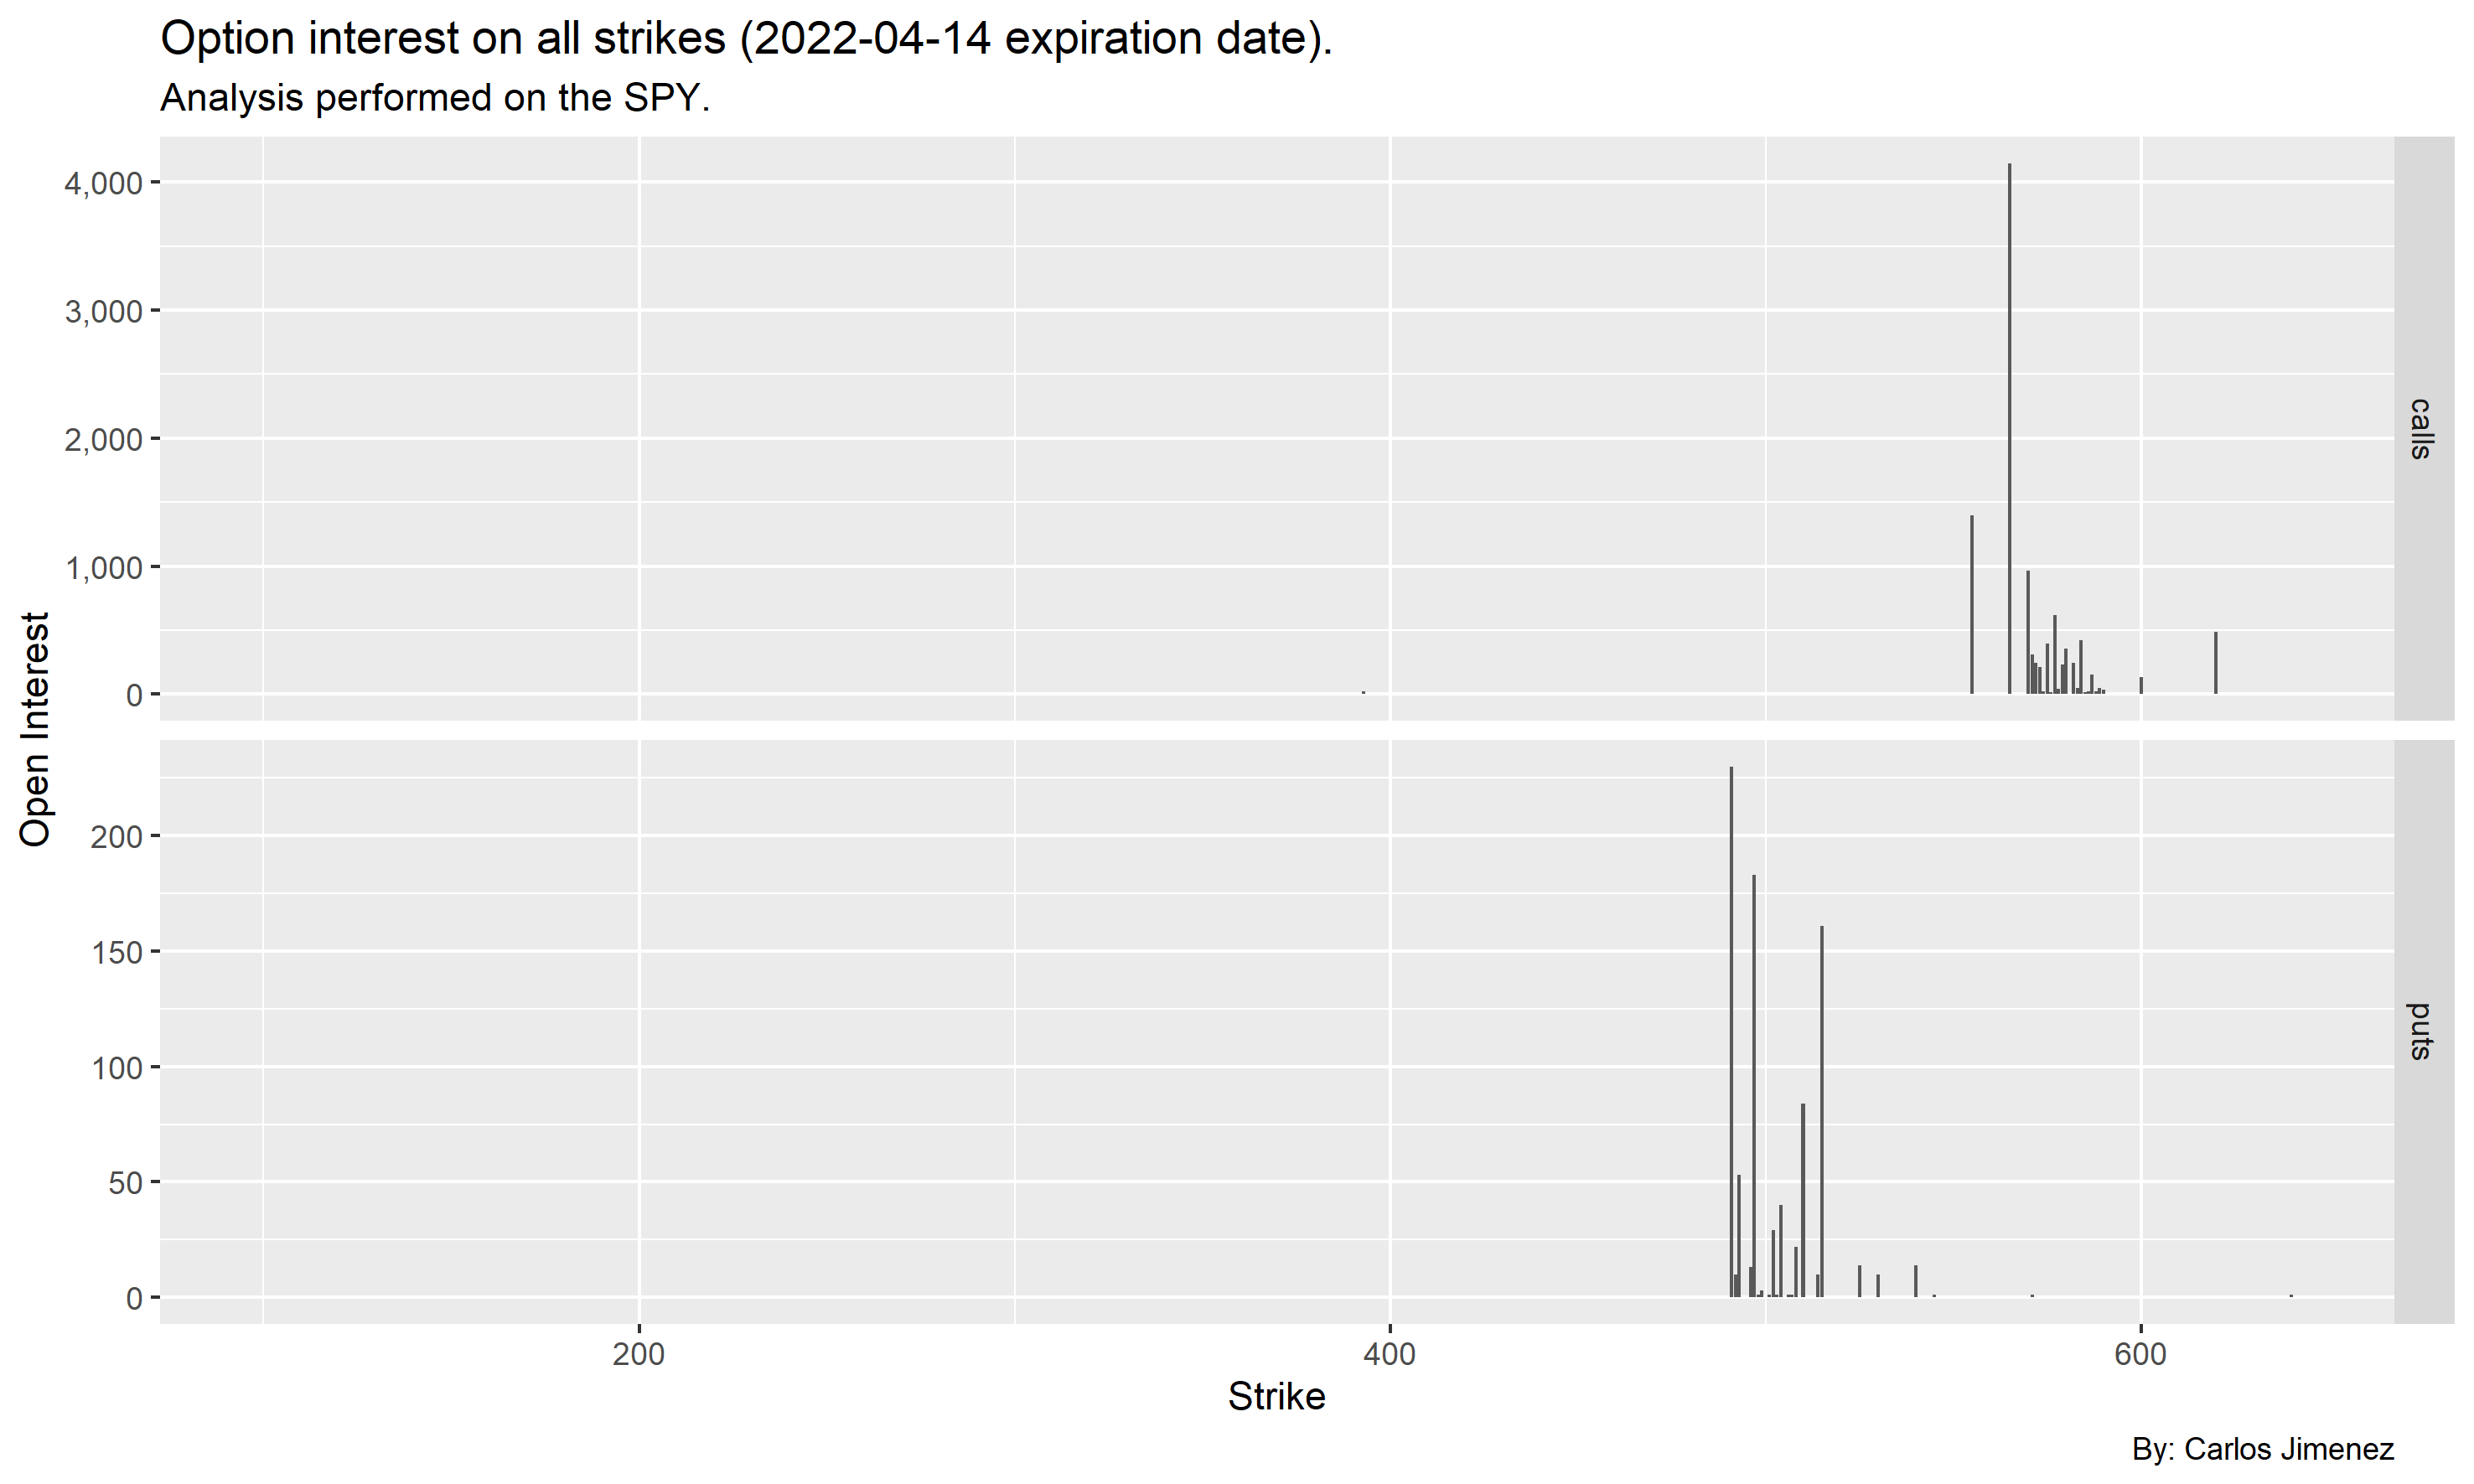 Option interest on all strikes (2022-04-14 expiration date).
Analysis performed on the SPY.
Open Interest
4,000
3,000
2,000
1,000
0
calls
200
150
100
50
0
puts
200
400
600
Strike
By: Carlos Jimenez